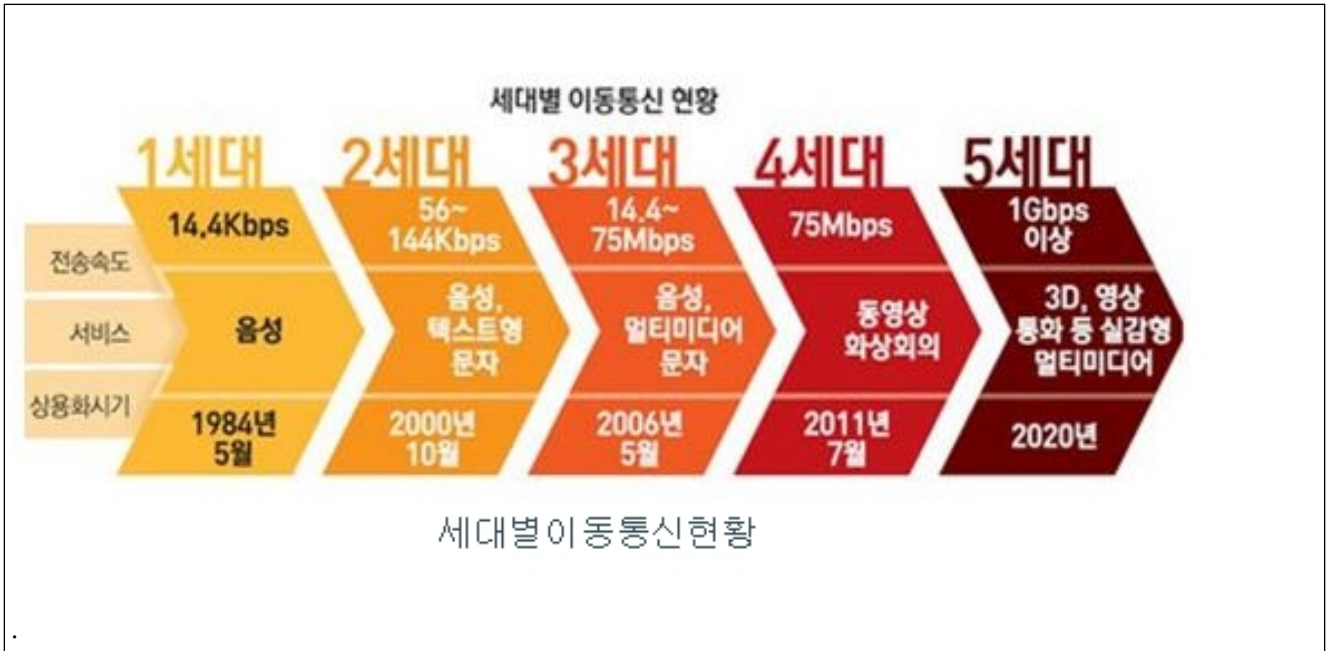 세대별 이동통신 현황
1세대 2세대 3세대 4세대 5세대
전송속도
14.4Kbps
56~
144Kbps
14.4~
75Mbps
75Mbps
1Gbps
이상
서비스
음성
음성,
텍스트형
문자
음성,
멀티미디어
문자
동영상
화상회의
3D, 영상
통화 등 실감형
멀티미디어
상용화시기
1984년
5월
2000년
10월
2006년
5월
2011년
7월
2020년
세대별이동통신현황
.